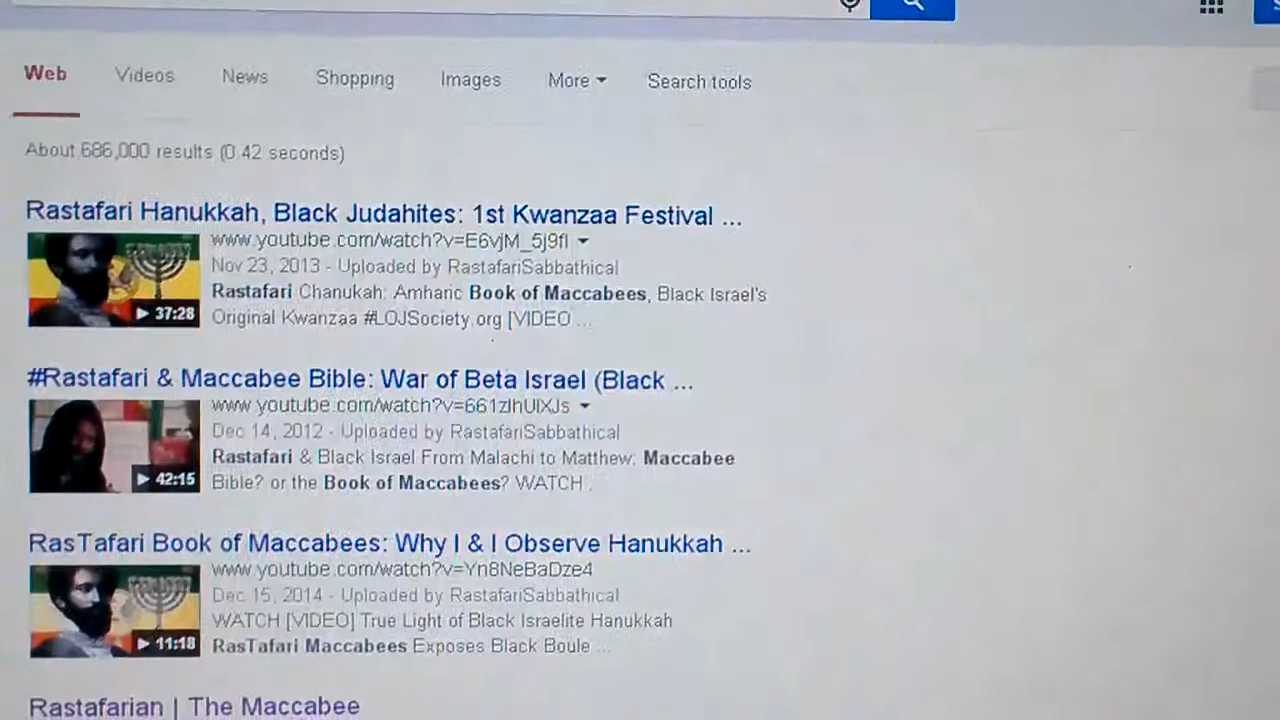 Web Videos News Shopping Images More Search tools
About 686,000 results (0.42 seconds)
Rastafari Hanukkah, Black Judahites: 1st Kwanzaa Festival ...
www.youtube.com/watch?v=E6vjM_5j9fI
Nov 23, 2013 - Uploaded by RastafariSabbathical
Rastafari Chanukah: Amharic Book of Maccabees, Black Israel's
37:28
Original Kwanzaa #LOJSociety.org [VIDEO ...
#Rastafari & Maccabee Bible: War of Beta Israel (Black ...
www.youtube.com/watch?v=661zlhUlXJs
Dec 14, 2012 - Uploaded by RastafariSabbathical
Rastafari & Black Israel From Malachi to Matthew: Maccabee
42:15
Bible? or the Book of Maccabees? WATCH .
RasTafari Book of Maccabees: Why I & I Observe Hanukkah ...
www.youtube.com/watch?v=Yn8NeBaDze4
Dec 15, 2014 - Uploaded by RastafariSabbathical
WATCH [VIDEO] True Light of Black Israelite Hanukkah
11:18
RasTafari Maccabees Exposes Black Boule ...
Rastafarian | The Maccabee